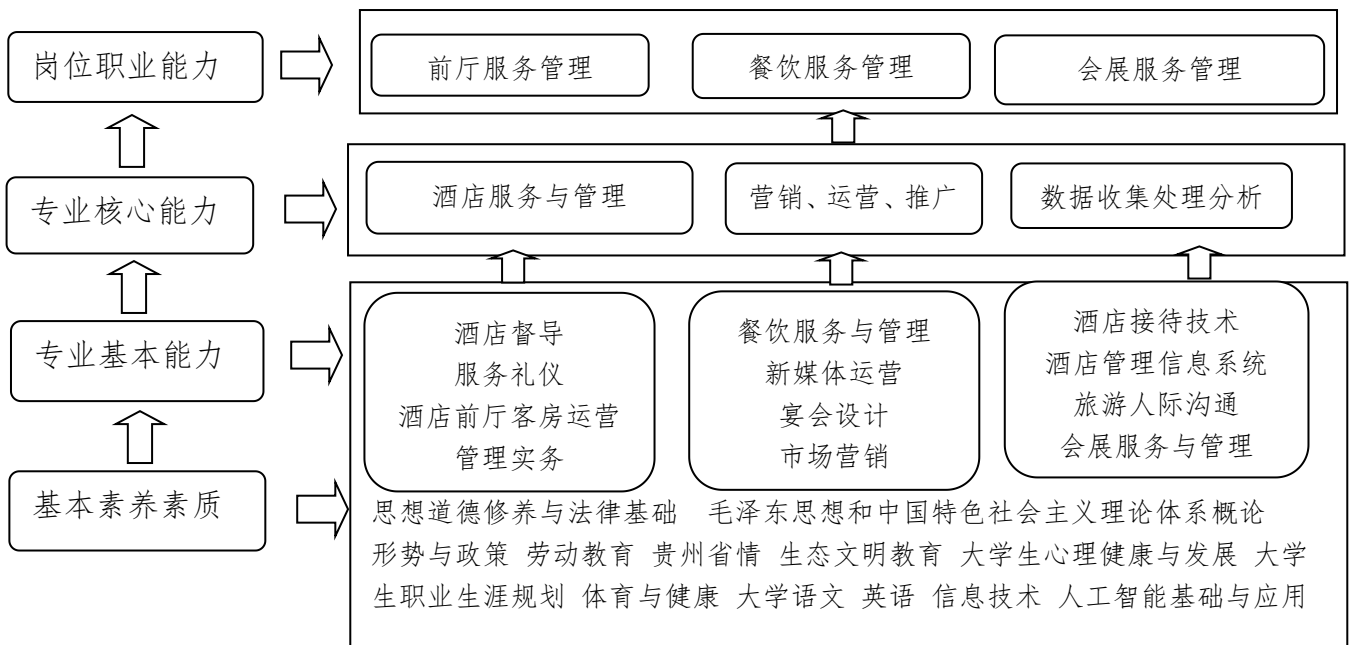 岗位职业能力
前厅服务管理
餐饮服务管理
会展服务管理
专业核心能力
酒店服务与管理
营销、运营、推广
数据收集处理分析
专业基本能力
酒店督导
服务礼仪
酒店前厅客房运营
管理实务
餐饮服务与管理
新媒体运营
宴会设计
市场营销
酒店接待技术
酒店管理信息系统
旅游人际沟通
会展服务与管理
基本素养素质
思想道德修养与法律基础 毛泽东思想和中国特色社会主义理论体系概论
形势与政策 劳动教育 贵州省情 生态文明教育 大学生心理健康与发展 大学
生职业生涯规划 体育与健康 大学语文 英语 信息技术 人工智能基础与应用